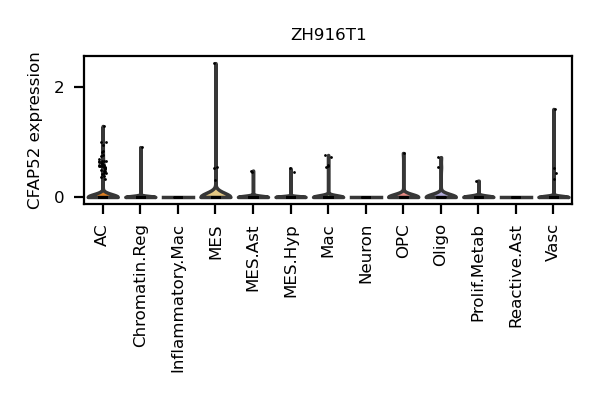 ZH916T1
CFAP52 expression
2
0
AC
Chromatin.Reg
Inflammatory.Mac
MES
MES.Ast
MES.Hyp
Mac
Neuron
OPC
Oligo
Prolif.Metab
Reactive.Ast
Vasc